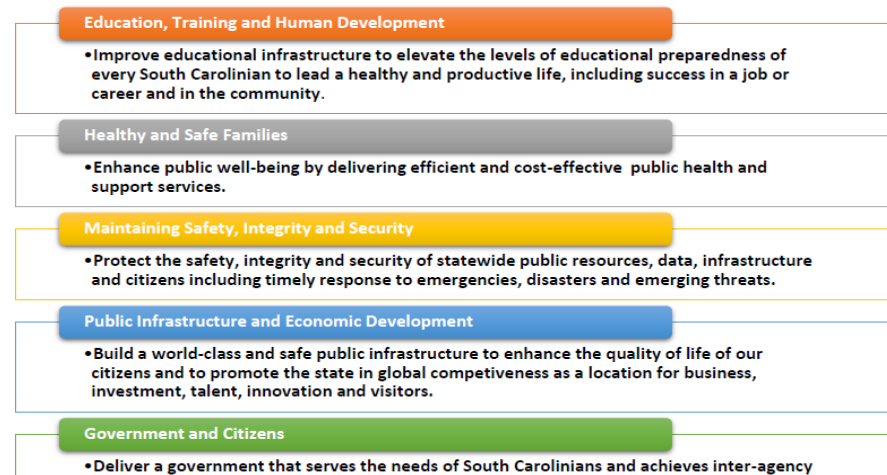 Education, Training and Human Development
•Improve educational infrastructure to elevate the levels of educational preparedness of
every South Carolinian to lead a healthy and productive life, including success in a job or
career and in the community.
Healthy and Safe Families
•Enhance public well-being by delivering efficient and cost-effective public health and
support services.
Maintaining Safety, Integrity and Security
•Protect the safety, integrity and security of statewide public resources, data, infrastructure
and citizens including timely response to emergencies, disasters and emerging threats.
Public Infrastructure and Economic Development
•Build a world-class and safe public infrastructure to enhance the quality of life of our
citizens and to promote the state in global competiveness as a location for business,
investment, talent, innovation and visitors.
Government and Citizens
•Deliver a government that serves the needs of South Carolinians and achieves inter-agency